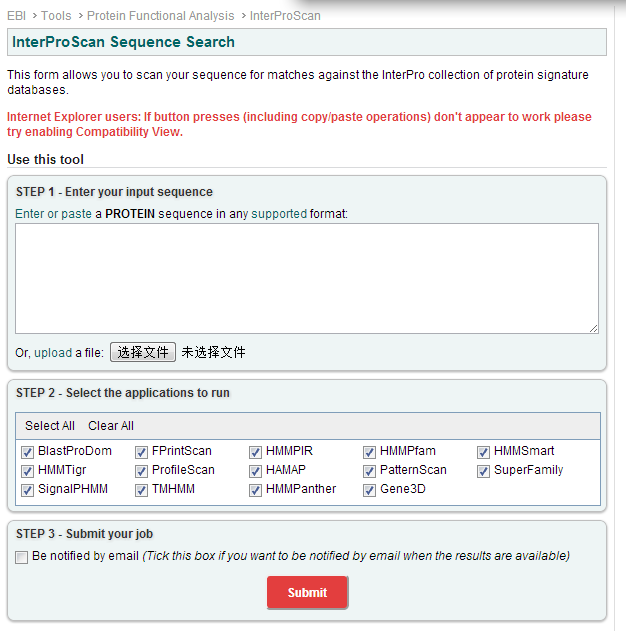 EBI > Tools > Protein Functional Analysis > InterProScan
InterProScan Sequence Search
This form allows you to scan your sequence for matches against the InterPro collection of protein signature
databases.
Internet Explorer users: If button presses (including copy/paste operations) don't appear to work please
try enabling Compatibility View.
Use this tool
STEP 1 - Enter your input sequence
Enter or paste a PROTEIN sequence in any supported format:
Or, upload a file: 选择文件 未选择文件
STEP 2 - Select the applications to run
Select All Clear All
BlastProDom FPrintScan HMMPIR HMMPfam HMMSmart
HMMTigr ProfileScan HAMAP PatternScan SuperFamily
SignalPHMM TMHMM HMMPanther Gene3D
STEP 3 - Submit your job
Be notified by email (Tick this box if you want to be notified by email when the results are available)
Submit